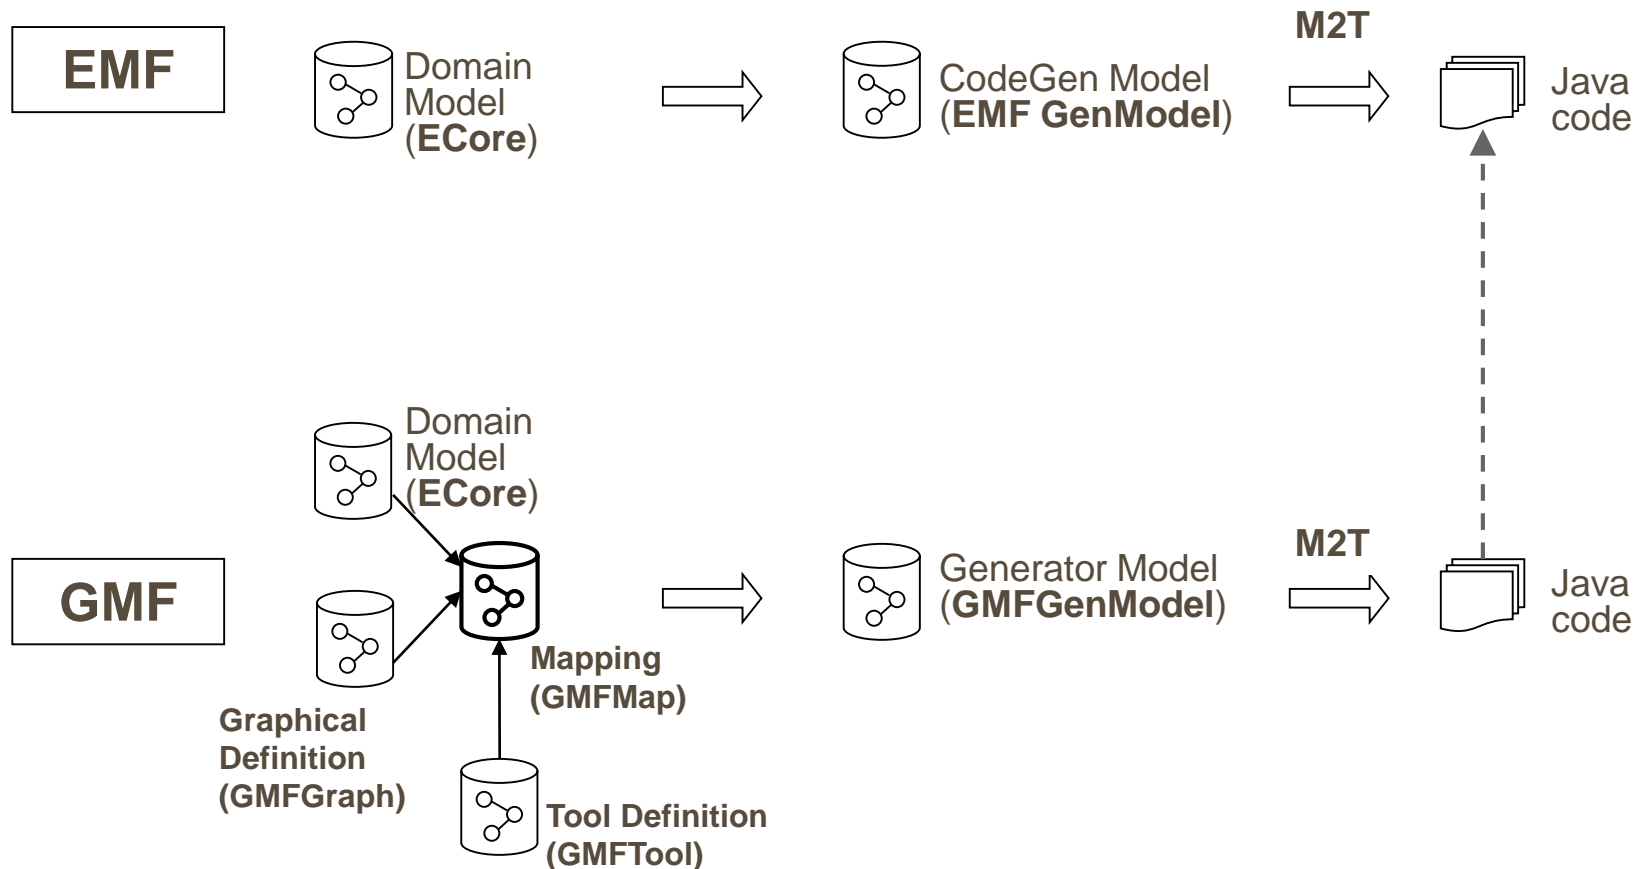 EMF
Domain
Model
(ECore)
CodeGen Model
(EMF GenModel)
M2T
Java
code
GMF
Domain
Model
(ECore)
Mapping
(GMFMap)
Graphical
Definition
(GMFGraph)
Tool Definition
(GMFTool)
Generator Model
(GMFGenModel)
M2T
Java
code